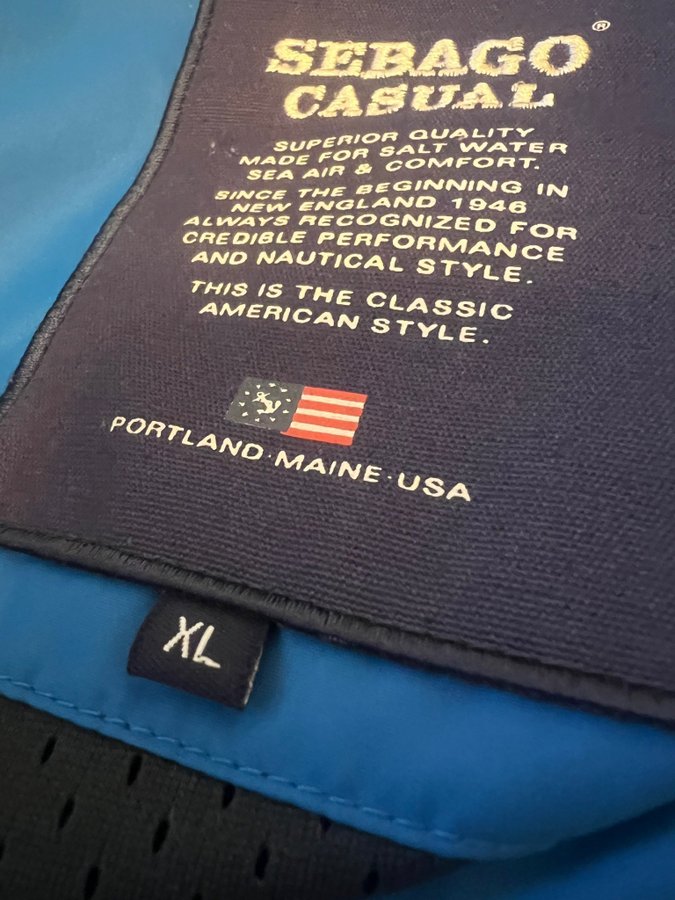 SEBAGO®
CASUAL
SUPERIOR QUALITY
MADE FOR SALT WATER
SEA AIR & COMFORT.
SINCE THE BEGINNING IN
NEW ENGLAND 1946
ALWAYS RECOGNIZED FOR
CREDIBLE PERFORMANCE
AND NAUTICAL STYLE.
THIS IS THE CLASSIC
AMERICAN STYLE.
PORTLAND·MAINE·USA
XL